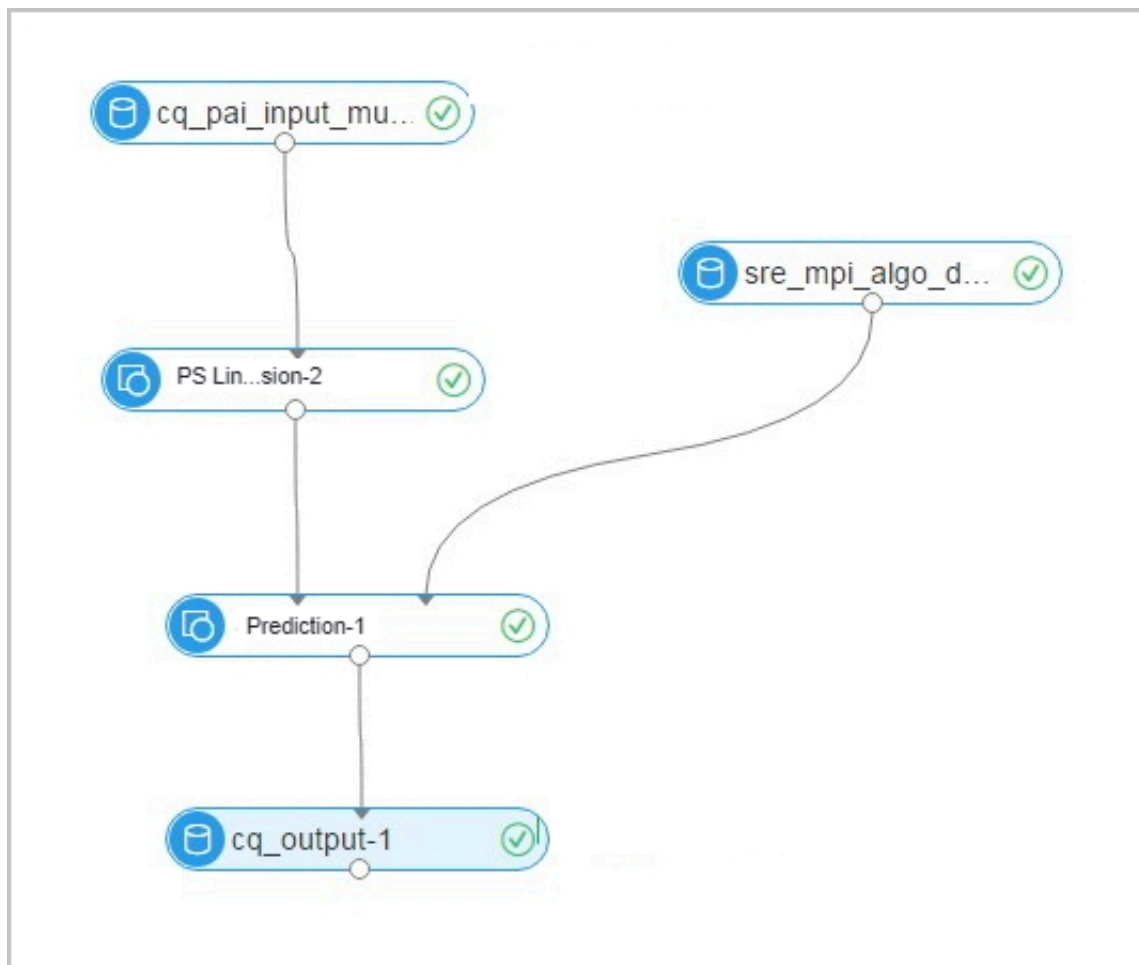 cq_pai_input_mu...
sre_mpi_algo_d...
PS Lin...sion-2
Prediction-1
cq_output-1